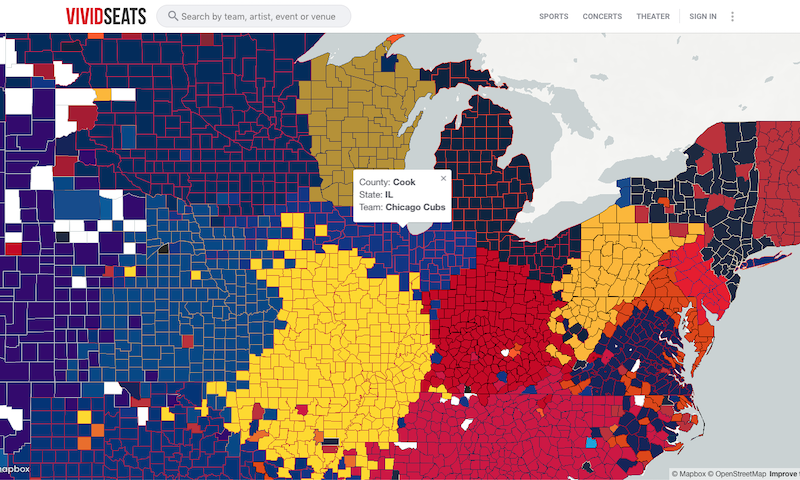 VIVIDSEATS
Search by team, artist, event or venue
SPORTS CONCERTS THEATER SIGN IN
County: Cook ×
State: IL
Team: Chicago Cubs
mapbox
© Mapbox © OpenStreetMap Improve